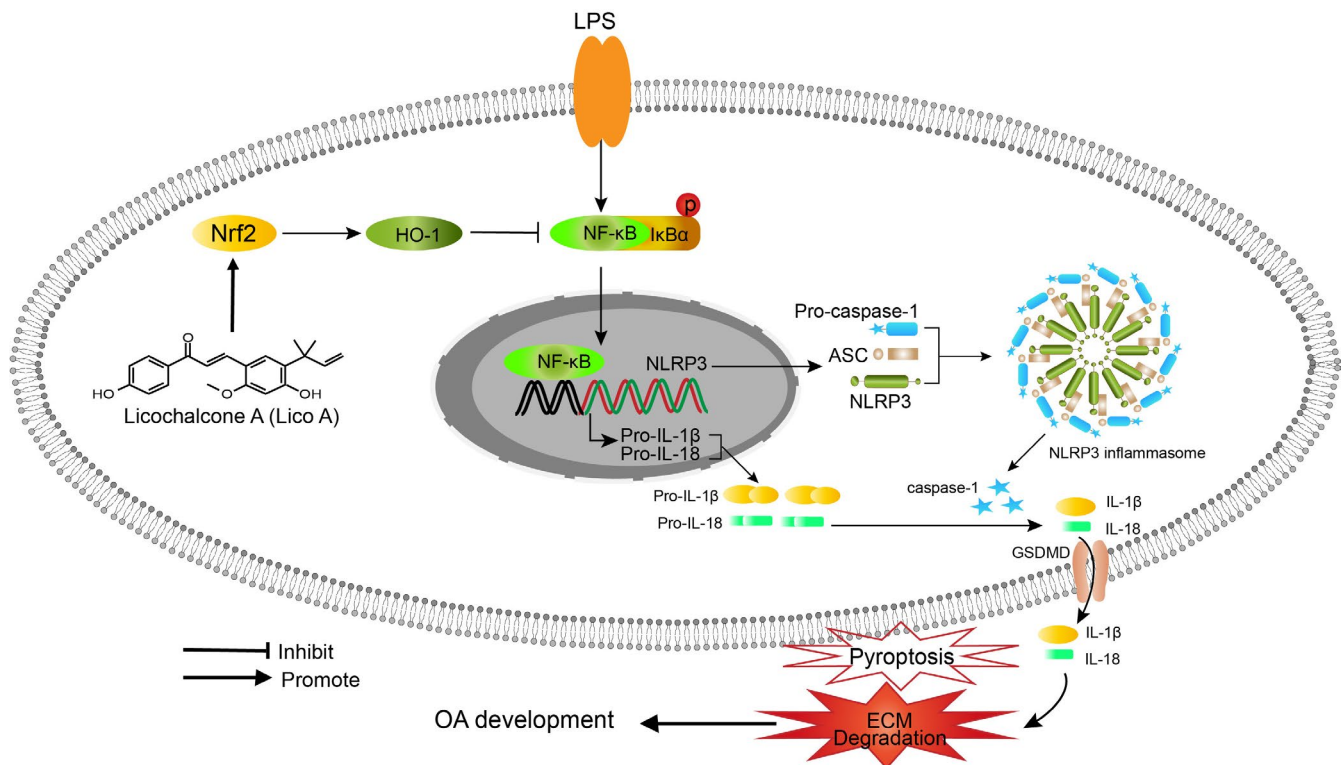 LPS
p
Nrf2
HO-1
NF-κB
IκBα
O
HO
O
OH
Licochalcone A (Lico A)
NF-κB
NLRP3
Pro-IL-1β
Pro-IL-18
Pro-caspase-1
ASC
NLRP3
NLRP3 inflammasome
caspase-1
Pro-IL-1β
Pro-IL-18
IL-1β
IL-18
GSDMD
IL-1β
IL-18
Pyroptosis
ECM
Degradation
OA development
Inhibit
Promote